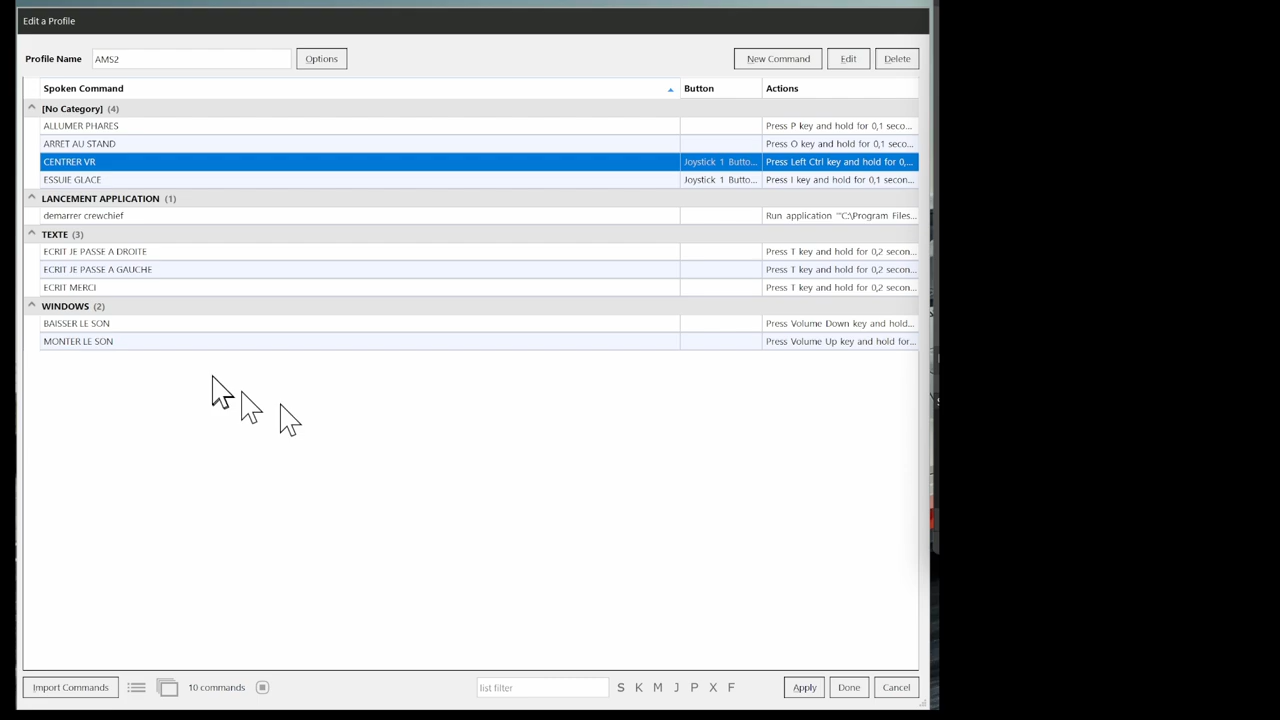 Edit a Profile
Profile Name AMS2 Options New Command Edit Delete
Spoken Command Button Actions
[No Category] (4)
ALLUMER PHARES Press P key and hold for 0,1 seco...
ARRET AU STAND Press O key and hold for 0,1 seco...
CENTRER VR Joystick 1 Butto... Press Left Ctrl key and hold for 0,...
ESSUIE GLACE Joystick 1 Butto... Press I key and hold for 0,1 secon...
LANCEMENT APPLICATION (1)
demarrer crewchief Run application '"C:\Program Files...
TEXTE (3)
ECRIT JE PASSE A DROITE Press T key and hold for 0,2 secon...
ECRIT JE PASSE A GAUCHE Press T key and hold for 0,2 secon...
ECRIT MERCI Press T key and hold for 0,2 secon...
WINDOWS (2)
BAISSER LE SON Press Volume Down key and hold...
MONTER LE SON Press Volume Up key and hold for...
Import Commands 10 commands list filter S K M J P X F Apply Done Cancel